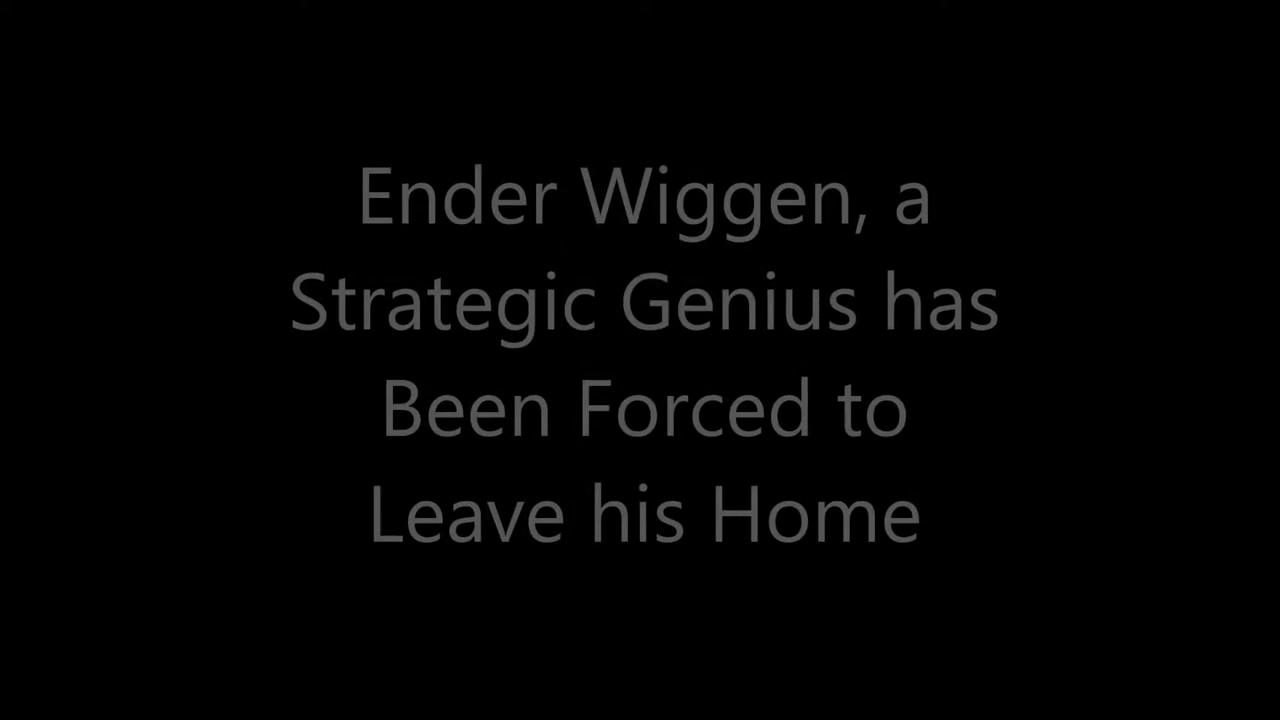 Ender Wiggen, a
Strategic Genius has
Been Forced to
Leave his Home